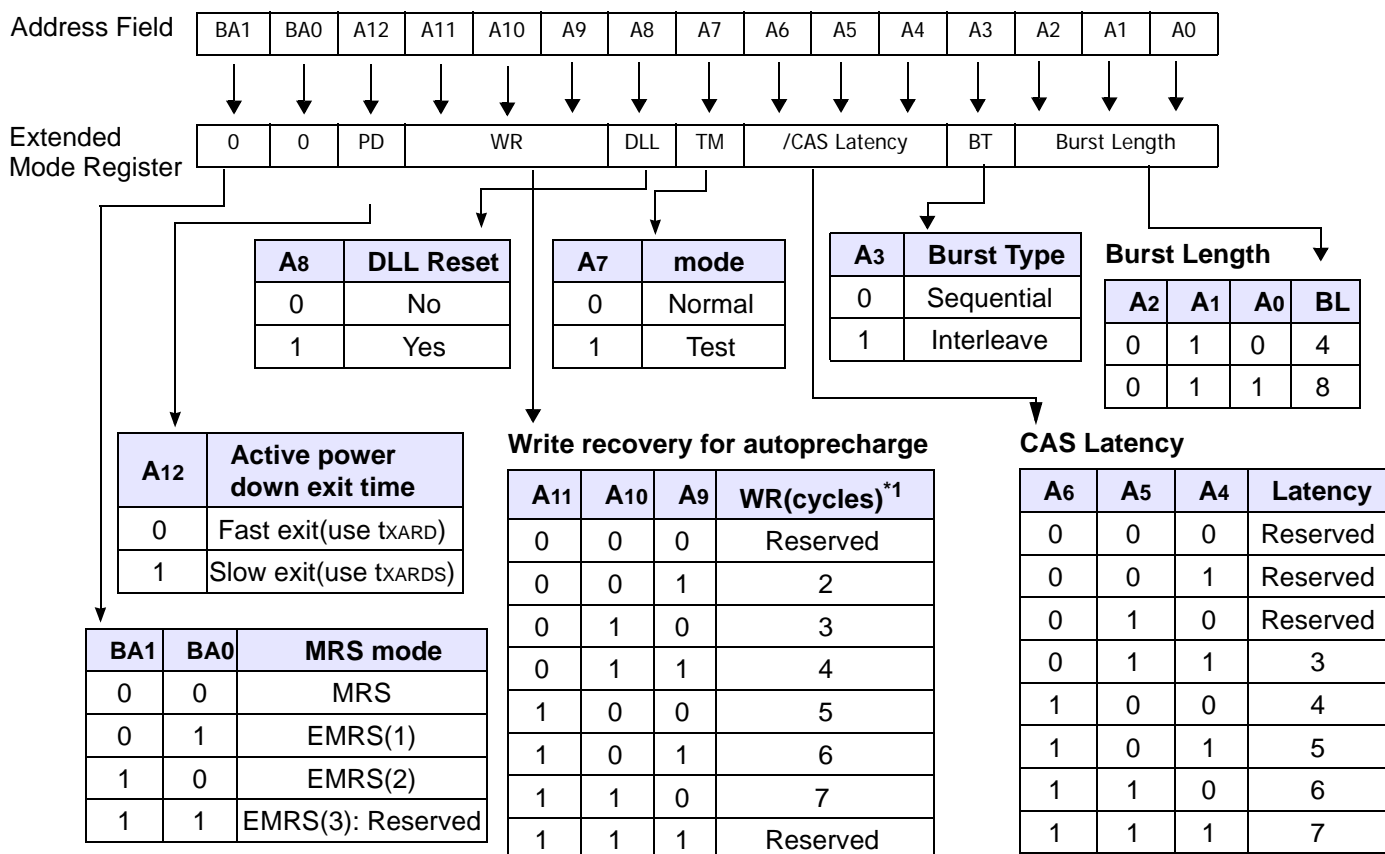 Address Field BA1 BA0 A12 A11 A10 A9 A8 A7 A6 A5 A4 A3 A2 A1 A0
Extended
Mode Register
0 0 PD WR DLL TM /CAS Latency BT Burst Length
A8 DLL Reset
0 No
1 Yes
A7 mode
0 Normal
1 Test
A3 Burst Type
0 Sequential
1 Interleave
Burst Length
A2 A1 A0 BL
0 1 0 4
0 1 1 8
A12 Active power
down exit time
0 Fast exit(use tXARD)
1 Slow exit(use tXARDS)
BA1 BA0 MRS mode
0 0 MRS
0 1 EMRS(1)
1 0 EMRS(2)
1 1 EMRS(3): Reserved
Write recovery for autoprecharge
A11 A10 A9 WR(cycles)*1
0 0 0 Reserved
0 0 1 2
0 1 0 3
0 1 1 4
1 0 0 5
1 0 1 6
1 1 0 7
1 1 1 Reserved
CAS Latency
A6 A5 A4 Latency
0 0 0 Reserved
0 0 1 Reserved
0 1 0 Reserved
0 1 1 3
1 0 0 4
1 0 1 5
1 1 0 6
1 1 1 7